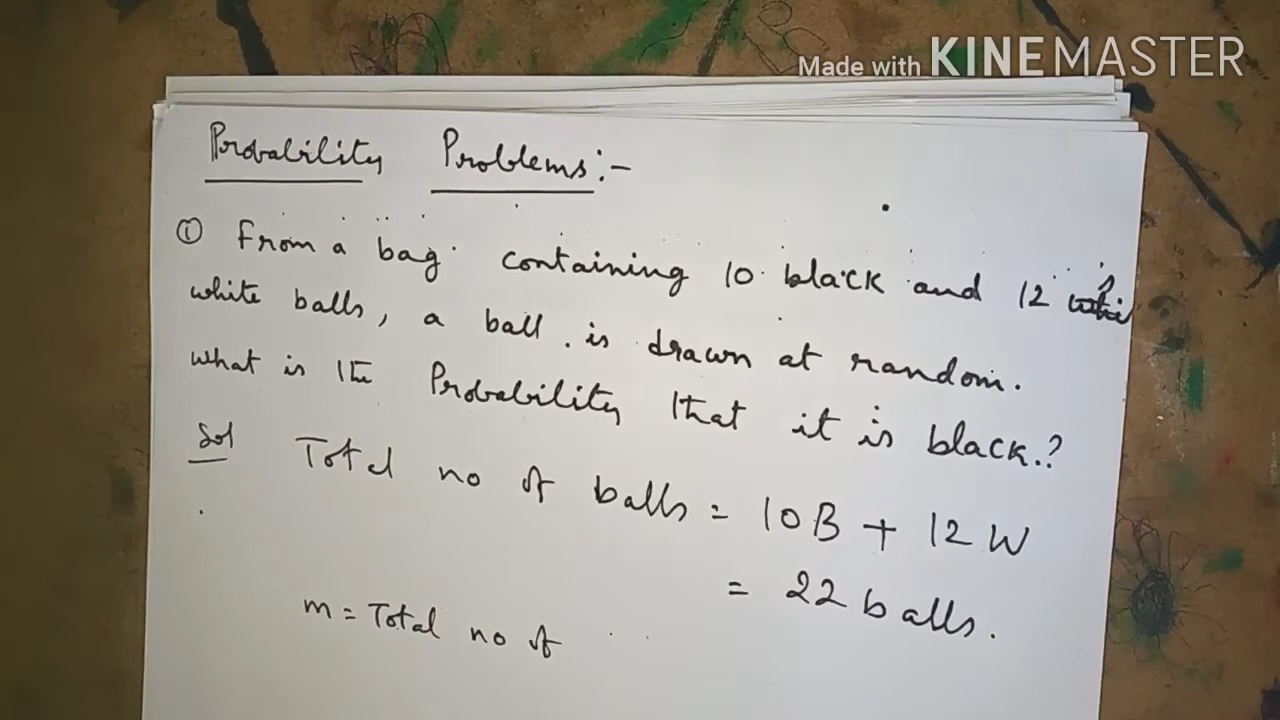 Made with KINEMASTER
Probability Problems:-
① From a bag containing 10 black and 12
white balls, a ball is drawn at random.
what is the Probability that it is black.?
Sol Total no of balls = 10B + 12W
= 22 balls.
m = Total no of